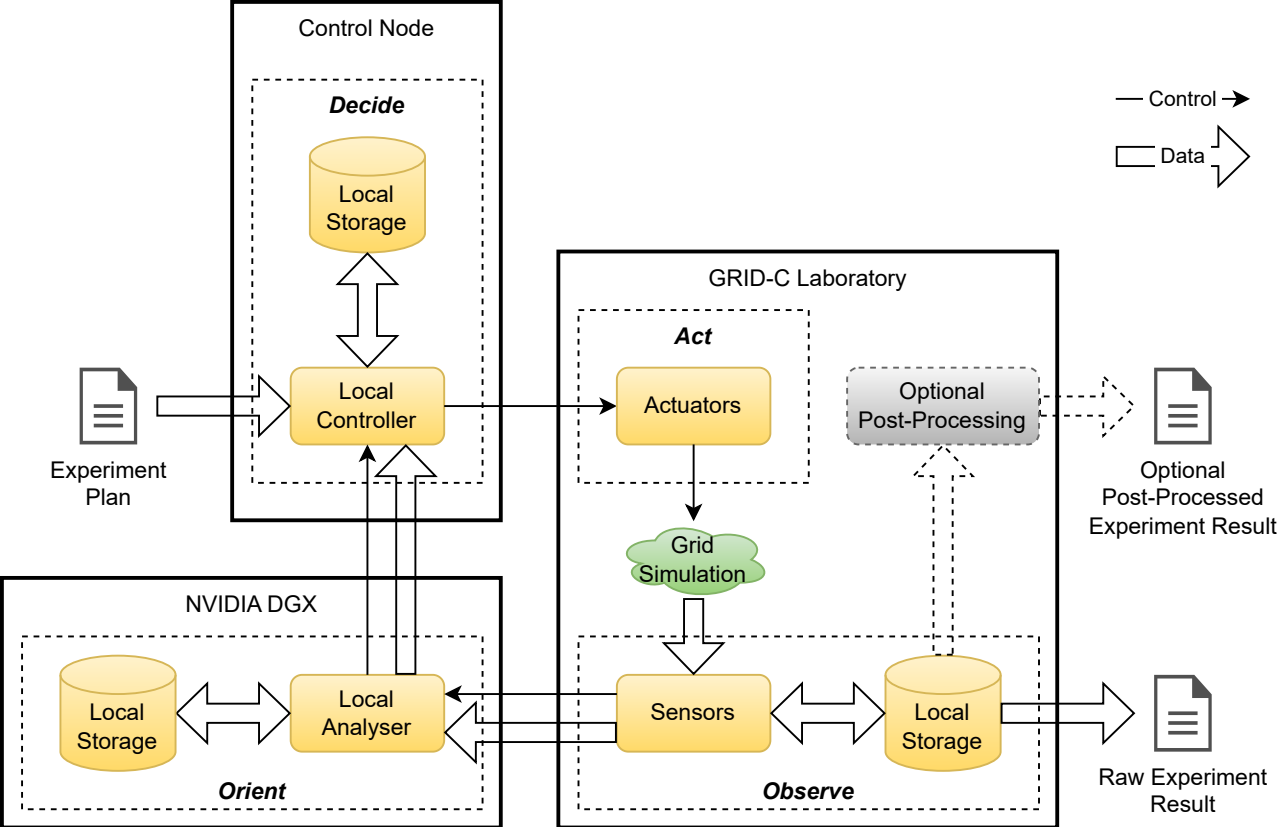 Control Node
Decide
Local
Storage
Control
Data
GRID-C Laboratory
Act
Local
Controller
Actuators
Optional
Post-Processing
Experiment
Plan
Optional
Post-Processed
Experiment Result
Grid
Simulation
NVIDIA DGX
Local
Storage
Local
Analyser
Sensors
Local
Storage
Orient
Observe
Raw Experiment
Result